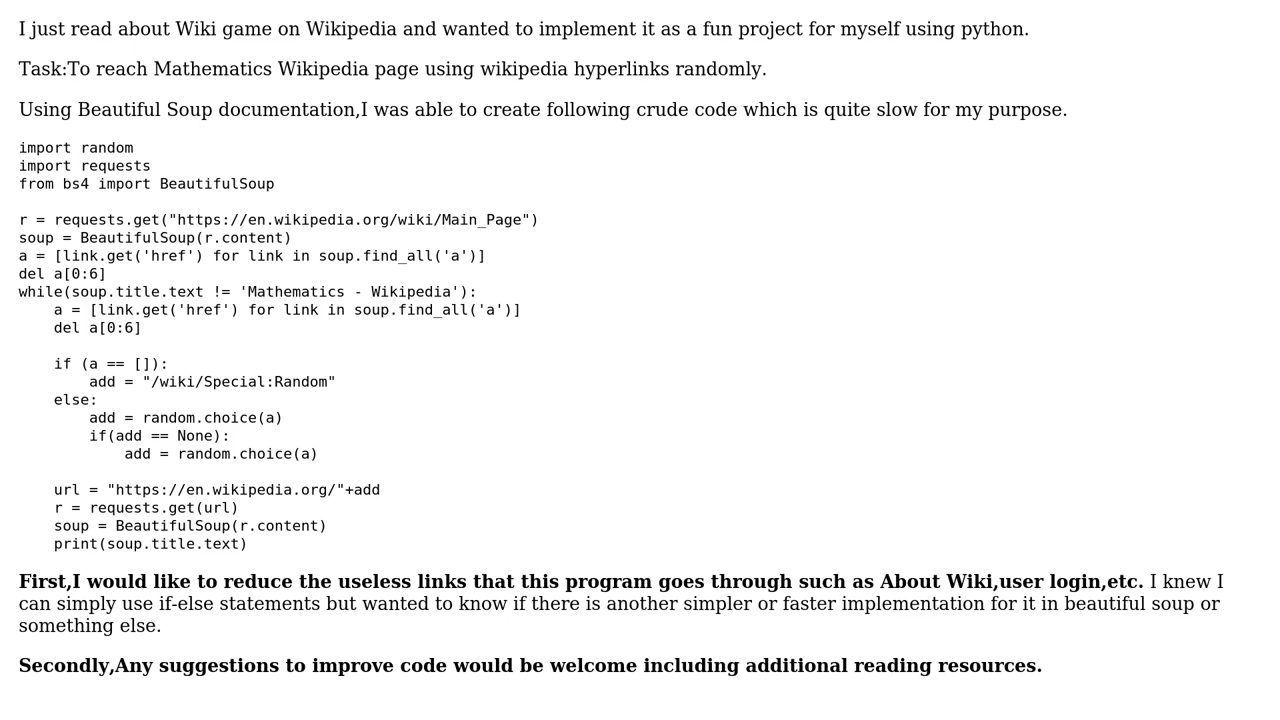 I just read about Wiki game on Wikipedia and wanted to implement it as a fun project for myself using python.
Task:To reach Mathematics Wikipedia page using wikipedia hyperlinks randomly.
Using Beautiful Soup documentation,I was able to create following crude code which is quite slow for my purpose.
import random
import requests
from bs4 import BeautifulSoup

r = requests.get("https://en.wikipedia.org/wiki/Main_Page")
soup = BeautifulSoup(r.content)
a = [link.get('href') for link in soup.find_all('a')]
del a[0:6]
while(soup.title.text != 'Mathematics - Wikipedia'):
    a = [link.get('href') for link in soup.find_all('a')]
    del a[0:6]

    if (a == []):
        add = "/wiki/Special:Random"
    else:
        add = random.choice(a)
        if(add == None):
            add = random.choice(a)

    url = "https://en.wikipedia.org/"+add
    r = requests.get(url)
    soup = BeautifulSoup(r.content)
    print(soup.title.text)
First,I would like to reduce the useless links that this program goes through such as About Wiki,user login,etc. I knew I
can simply use if-else statements but wanted to know if there is another simpler or faster implementation for it in beautiful soup or
something else.
Secondly,Any suggestions to improve code would be welcome including additional reading resources.